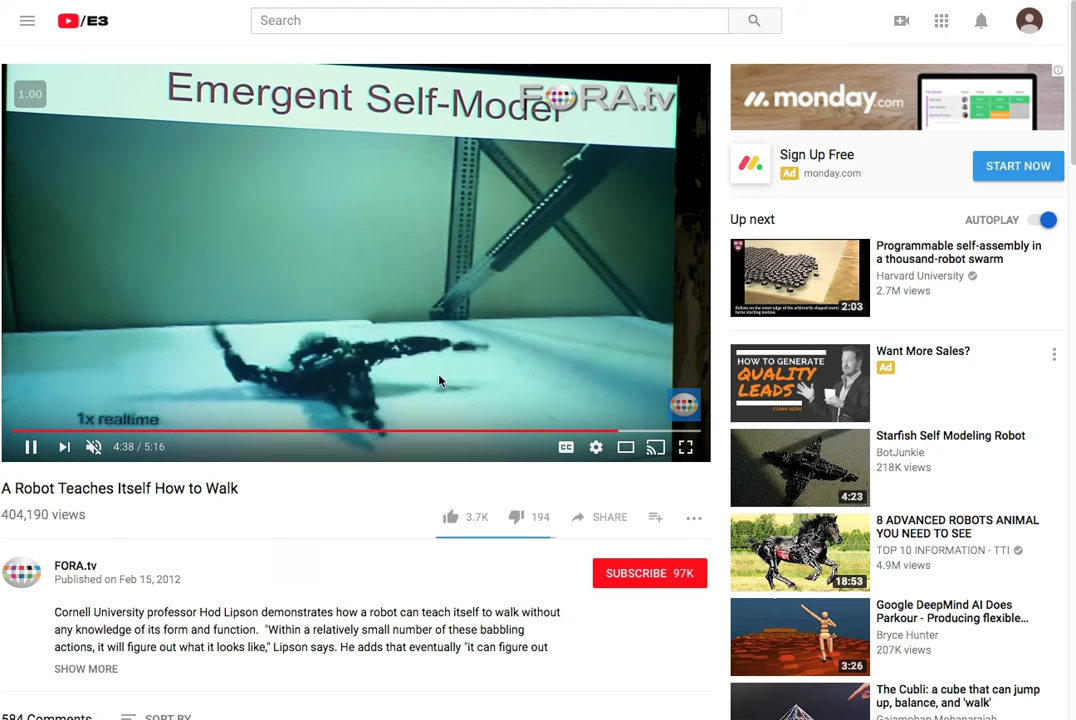 /E3
Search
1.00
Emergent Self-Model
FORA.tv
1x realtime
4:38 / 5:16
CC
A Robot Teaches Itself How to Walk
404,190 views
3.7K
194
SHARE
FORA.tv
Published on Feb 15, 2012
SUBSCRIBE 97K
Cornell University professor Hod Lipson demonstrates how a robot can teach itself to walk without
any knowledge of its form and function. "Within a relatively small number of these babbling
actions, it will figure out what it looks like," Lipson says. He adds that eventually "it can figure out
SHOW MORE
584 Comments
SORT BY
monday.com
Sign Up Free
Ad monday.com
START NOW
Up next
AUTOPLAY
Programmable self-assembly in
a thousand-robot swarm
Harvard University
2.7M views
2:03
HOW TO GENERATE
QUALITY
LEADS
Want More Sales?
Ad
Starfish Self Modeling Robot
BotJunkie
218K views
4:23
8 ADVANCED ROBOTS ANIMAL
YOU NEED TO SEE
TOP 10 INFORMATION - TTI
4.9M views
18:53
Google DeepMind AI Does
Parkour - Producing flexible...
Bryce Hunter
207K views
3:26
The Cubli: a cube that can jump
up, balance, and 'walk'
Gajamohan Mohanarajah